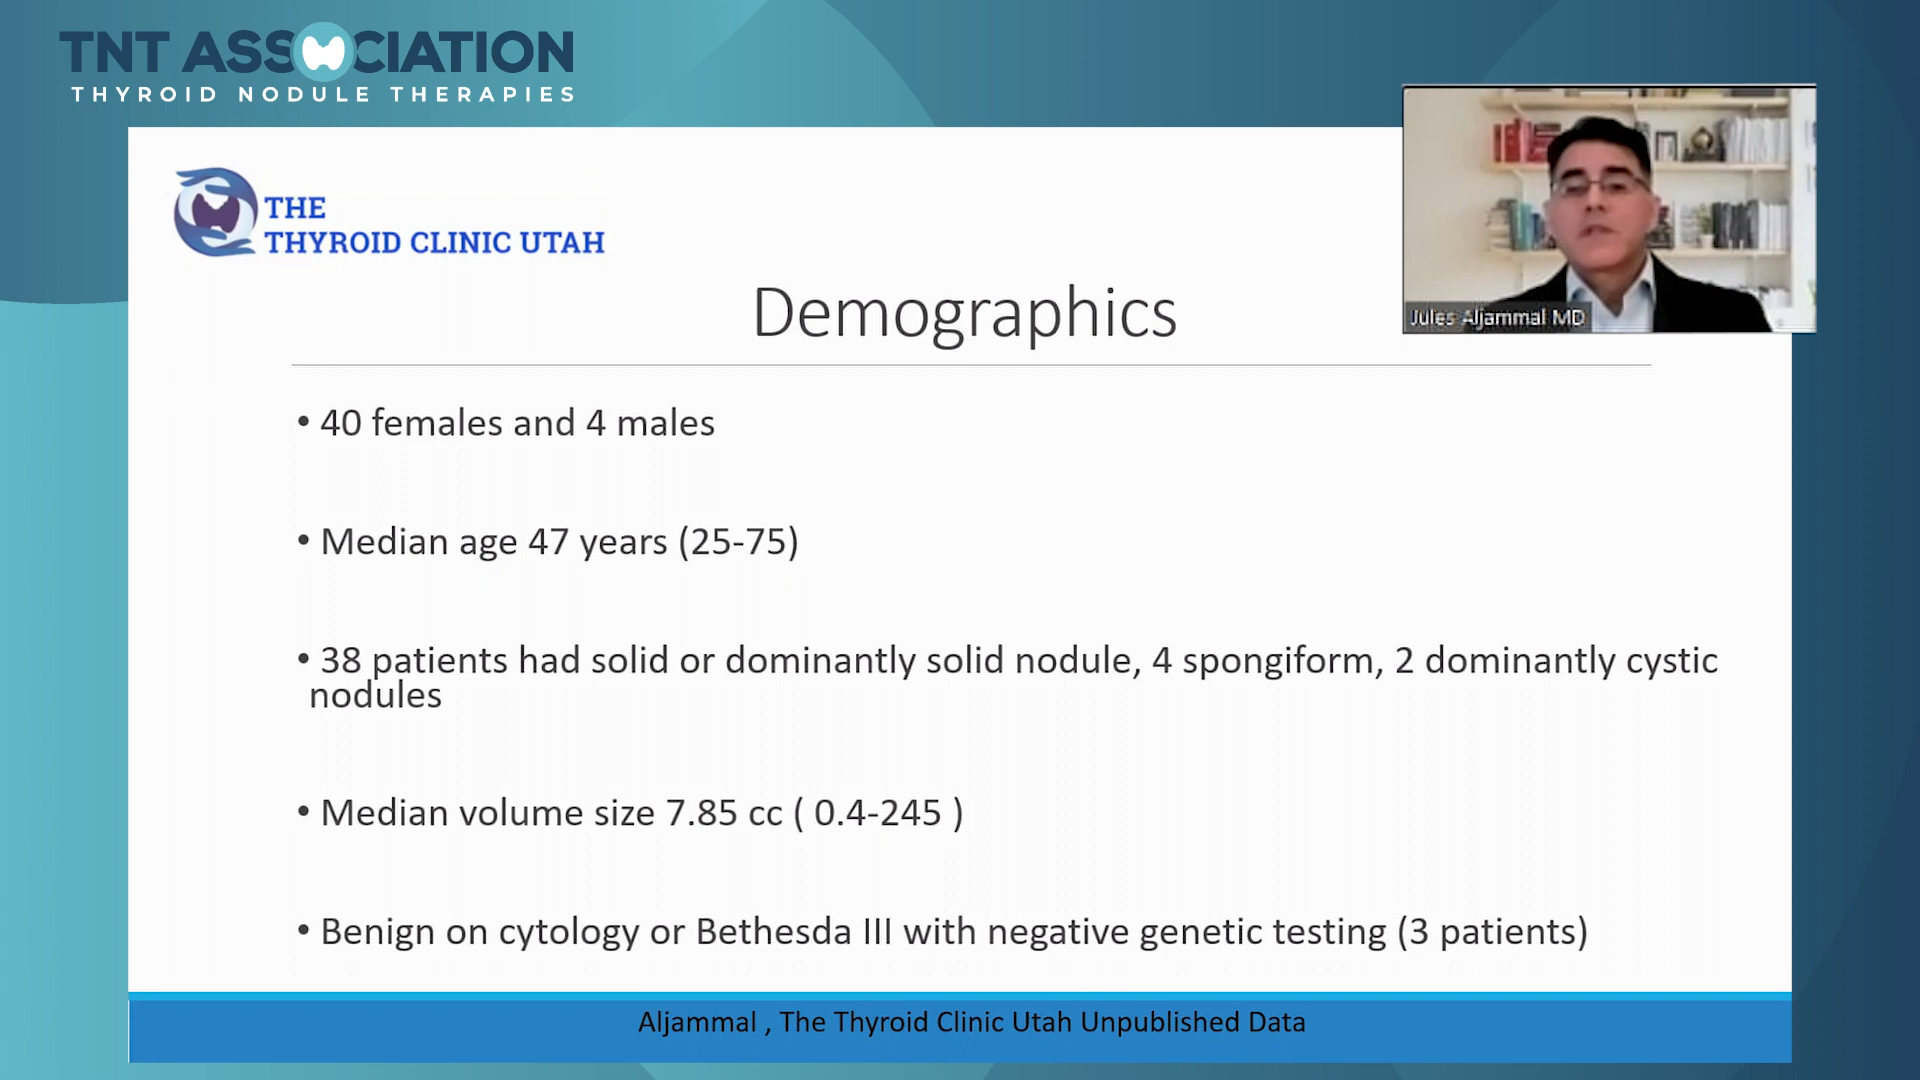 TNT ASSOCIATION
THYROID NODULE THERAPIES
THE
THYROID CLINIC UTAH
Jules Aljammal MD
Demographics
• 40 females and 4 males
• Median age 47 years (25-75)
• 38 patients had solid or dominantly solid nodule, 4 spongiform, 2 dominantly cystic
nodules
• Median volume size 7.85 cc ( 0.4-245 )
• Benign on cytology or Bethesda III with negative genetic testing (3 patients)
Aljammal , The Thyroid Clinic Utah Unpublished Data